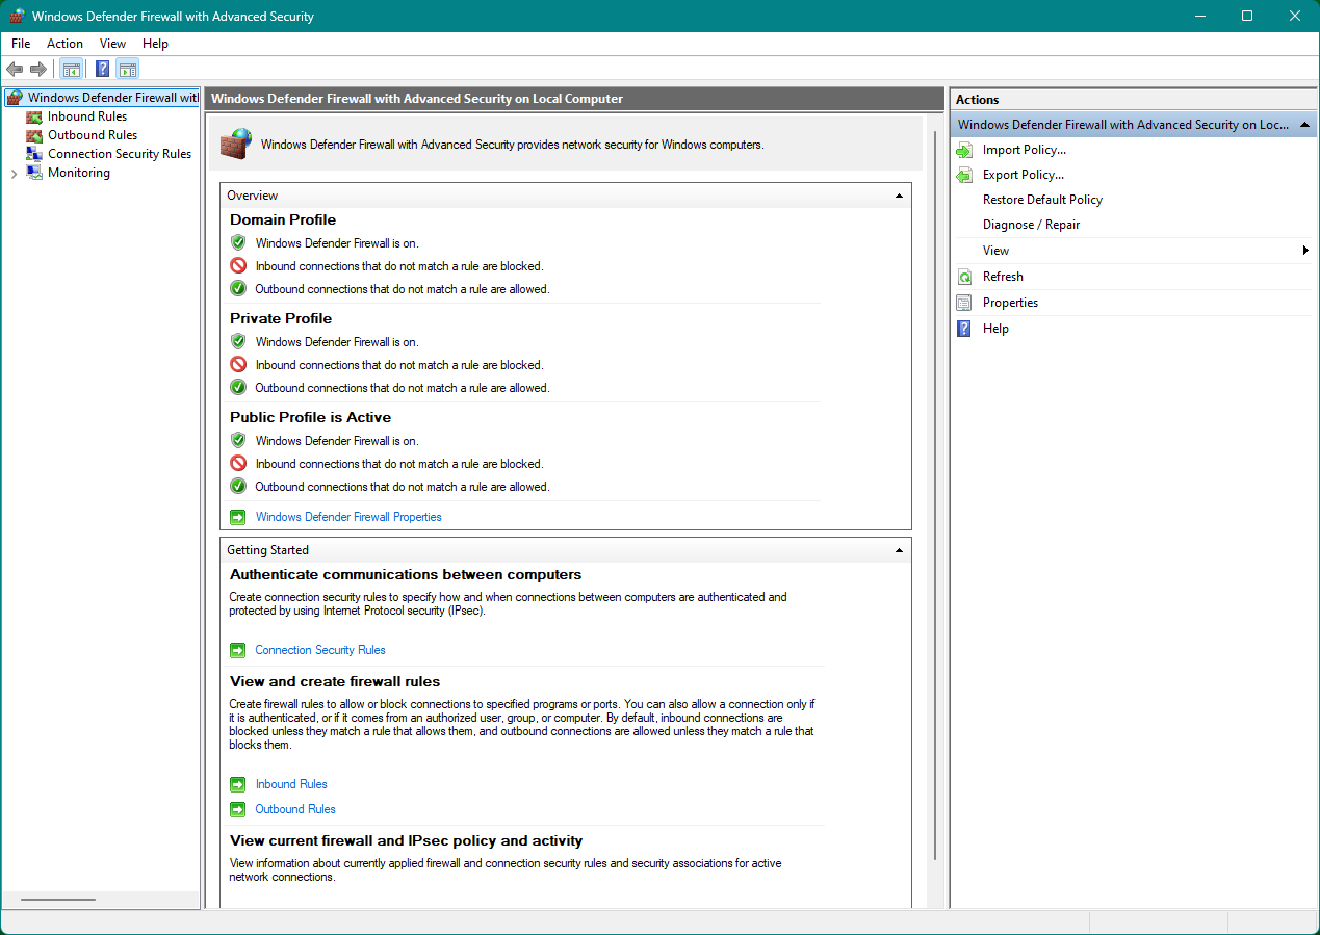 Windows Defender Firewall with Advanced Security
File Action View Help
Windows Defender Firewall wit
Inbound Rules
Outbound Rules
Connection Security Rules
Monitoring
Windows Defender Firewall with Advanced Security on Local Computer
Windows Defender Firewall with Advanced Security provides network security for Windows computers.
Overview
Domain Profile
Windows Defender Firewall is on.
Inbound connections that do not match a rule are blocked.
Outbound connections that do not match a rule are allowed.
Private Profile
Windows Defender Firewall is on.
Inbound connections that do not match a rule are blocked.
Outbound connections that do not match a rule are allowed.
Public Profile is Active
Windows Defender Firewall is on.
Inbound connections that do not match a rule are blocked.
Outbound connections that do not match a rule are allowed.
Windows Defender Firewall Properties
Getting Started
Authenticate communications between computers
Create connection security rules to specify how and when connections between computers are authenticated and
protected by using Internet Protocol security (IPsec).
Connection Security Rules
View and create firewall rules
Create firewall rules to allow or block connections to specified programs or ports. You can also allow a connection only if
it is authenticated, or if it comes from an authorized user, group, or computer. By default, inbound connections are
blocked unless they match a rule that allows them, and outbound connections are allowed unless they match a rule that
blocks them.
Inbound Rules
Outbound Rules
View current firewall and IPsec policy and activity
View information about currently applied firewall and connection security rules and security associations for active
network connections.
Actions
Windows Defender Firewall with Advanced Security on Loc...
Import Policy...
Export Policy...
Restore Default Policy
Diagnose / Repair
View
Refresh
Properties
Help